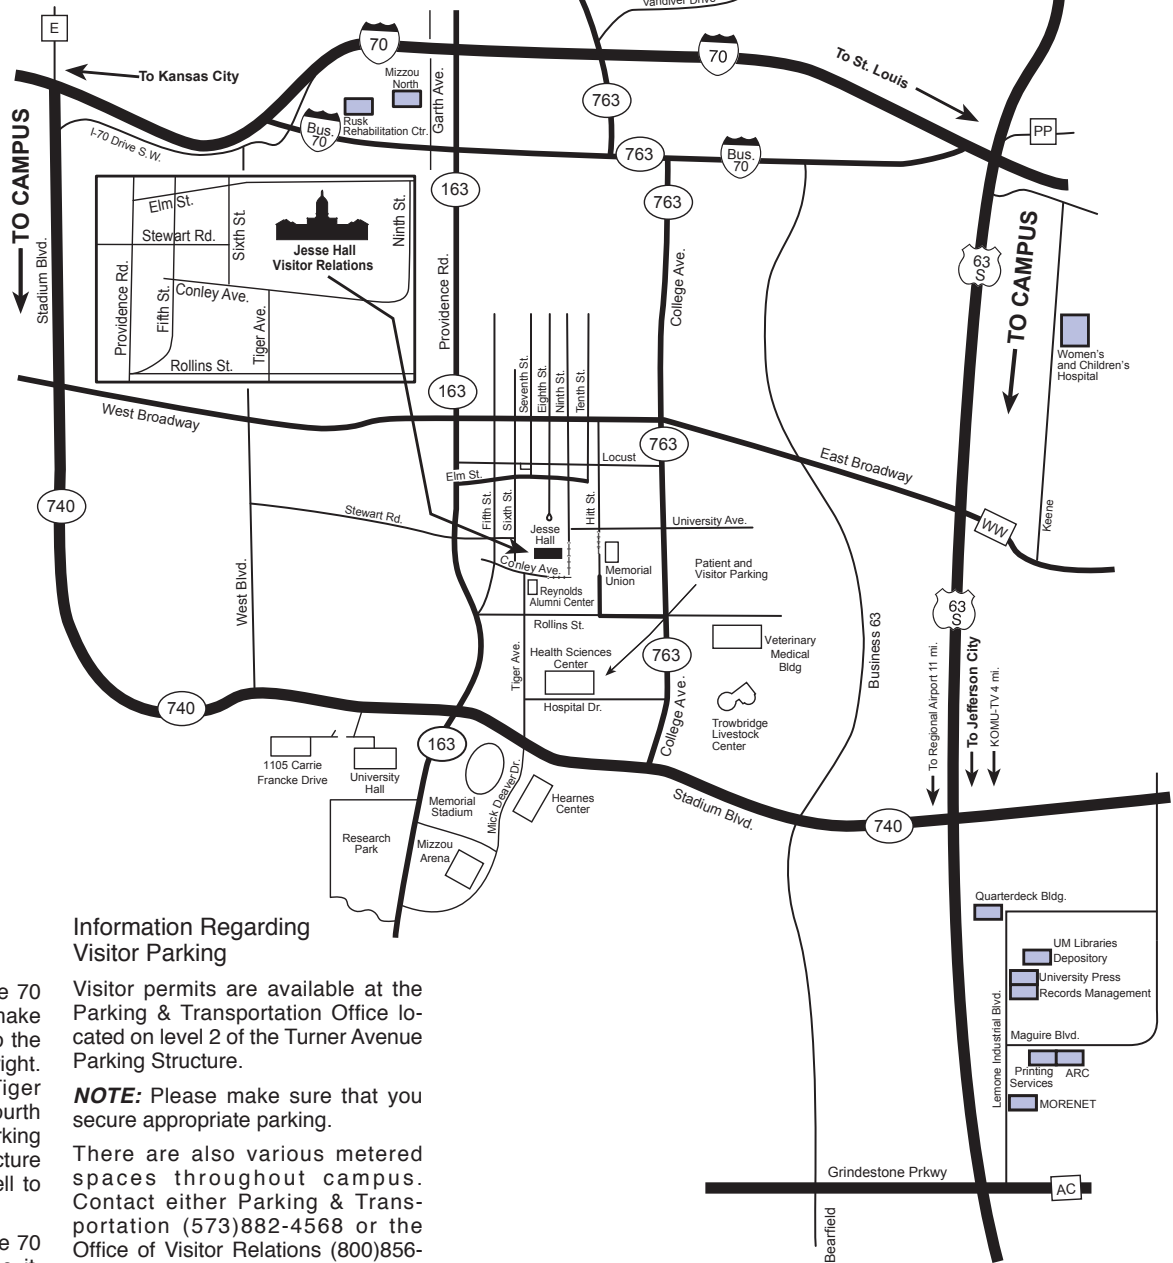 Vandiver Drive
E
70
70
To Kansas City
To St. Louis
Mizzou
North
Rusk
Rehabilitation Ctr.
Garth Ave.
763
Bus.
70
763
Bus.
70
PP
I-70 Drive S.W.
TO CAMPUS
Stadium Blvd.
163
763
Elm St.
Stewart Rd.
Sixth St.
Ninth St.
Jesse Hall
Visitor Relations
Providence Rd.
Fifth St.
Conley Ave.
Tiger Ave.
Rollins St.
Providence Rd.
College Ave.
63
S
TO CAMPUS
Women's
and Children's
Hospital
163
Seventh St.
Eighth St.
Ninth St.
Tenth St.
West Broadway
763
East Broadway
Locust
Elm St.
740
Stewart Rd.
Fifth St.
Sixth St.
Hitt St.
Jesse
Hall
University Ave.
WW
Keene
Conley Ave.
Memorial
Union
Patient and
Visitor Parking
Reynolds
Alumni Center
West Blvd.
Rollins St.
63
S
Business 63
Tiger Ave.
Health Sciences
Center
763
Veterinary
Medical
Bldg
Hospital Dr.
College Ave.
Trowbridge
Livestock
Center
To Regional Airport 11 mi.
To Jefferson City
KOMU-TV 4 mi.
740
163
1105 Carrie
Francke Drive
University
Hall
Memorial
Stadium
Mick Deaver Dr.
Hearnes
Center
Stadium Blvd.
740
Research
Park
Mizzou
Arena
Quarterdeck Bldg.
UM Libraries
Depository
University Press
Records Management
Lemone Industrial Blvd.
Maguire Blvd.
Printing
Services
ARC
MORENET
Grindestone Prkwy
AC
Bearfield
e 70
nake
o the
ight.
Tiger
ourth
rking
cture
ell to
e 70
Information Regarding
Visitor Parking
Visitor permits are available at the
Parking & Transportation Office lo-
cated on level 2 of the Turner Avenue
Parking Structure.
NOTE: Please make sure that you
secure appropriate parking.
There are also various metered
spaces throughout campus.
Contact either Parking & Trans-
portation (573)882-4568 or the
Office of Visitor Relations (800)856-